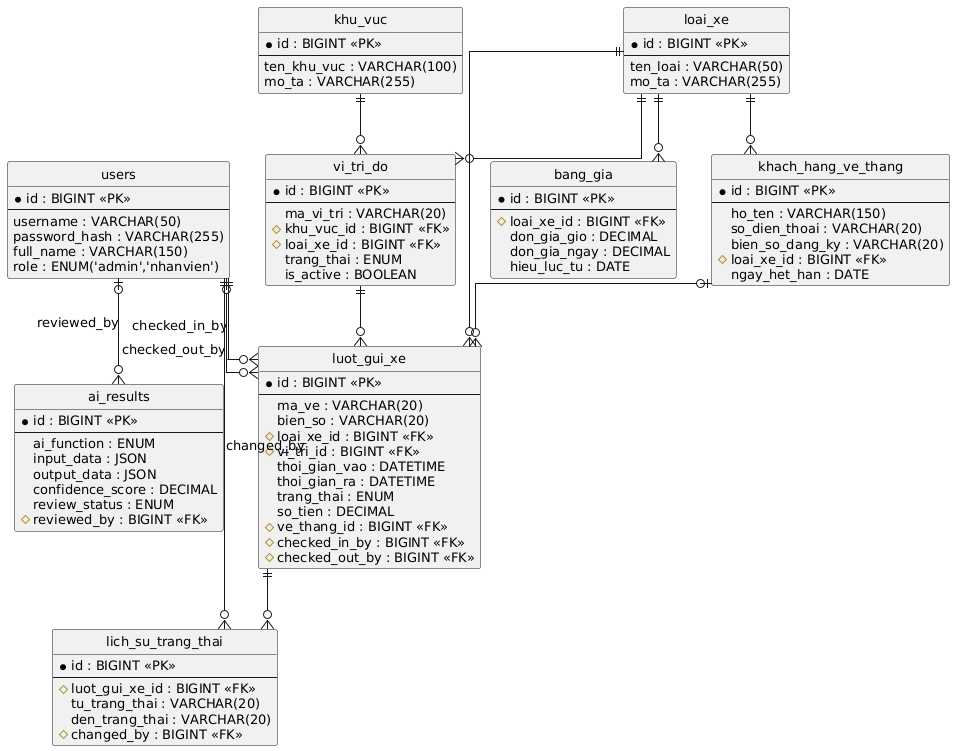 khu_vuc
id : BIGINT «PK»
ten_khu_vuc : VARCHAR(100)
mo_ta : VARCHAR(255)
loai_xe
id : BIGINT «PK»
ten_loai : VARCHAR(50)
mo_ta : VARCHAR(255)
users
id : BIGINT «PK»
username : VARCHAR(50)
password_hash : VARCHAR(255)
full_name : VARCHAR(150)
role : ENUM('admin','nhanvien')
vi_tri_do
id : BIGINT «PK»
ma_vi_tri : VARCHAR(20)
khu_vuc_id : BIGINT «FK»
loai_xe_id : BIGINT «FK»
trang_thai : ENUM
is_active : BOOLEAN
bang_gia
id : BIGINT «PK»
loai_xe_id : BIGINT «FK»
don_gia_gio : DECIMAL
don_gia_ngay : DECIMAL
hieu_luc_tu : DATE
khach_hang_ve_thang
id : BIGINT «PK»
ho_ten : VARCHAR(150)
so_dien_thoai : VARCHAR(20)
bien_so_dang_ky : VARCHAR(20)
loai_xe_id : BIGINT «FK»
ngay_het_han : DATE
reviewed_by
checked_in_by
checked_out_by
changed_by
ai_results
id : BIGINT «PK»
ai_function : ENUM
input_data : JSON
output_data : JSON
confidence_score : DECIMAL
review_status : ENUM
reviewed_by : BIGINT «FK»
luot_gui_xe
id : BIGINT «PK»
ma_ve : VARCHAR(20)
bien_so : VARCHAR(20)
loai_xe_id : BIGINT «FK»
vi_tri_id : BIGINT «FK»
thoi_gian_vao : DATETIME
thoi_gian_ra : DATETIME
trang_thai : ENUM
so_tien : DECIMAL
ve_thang_id : BIGINT «FK»
checked_in_by : BIGINT «FK»
checked_out_by : BIGINT «FK»
lich_su_trang_thai
id : BIGINT «PK»
luot_gui_xe_id : BIGINT «FK»
tu_trang_thai : VARCHAR(20)
den_trang_thai : VARCHAR(20)
changed_by : BIGINT «FK»